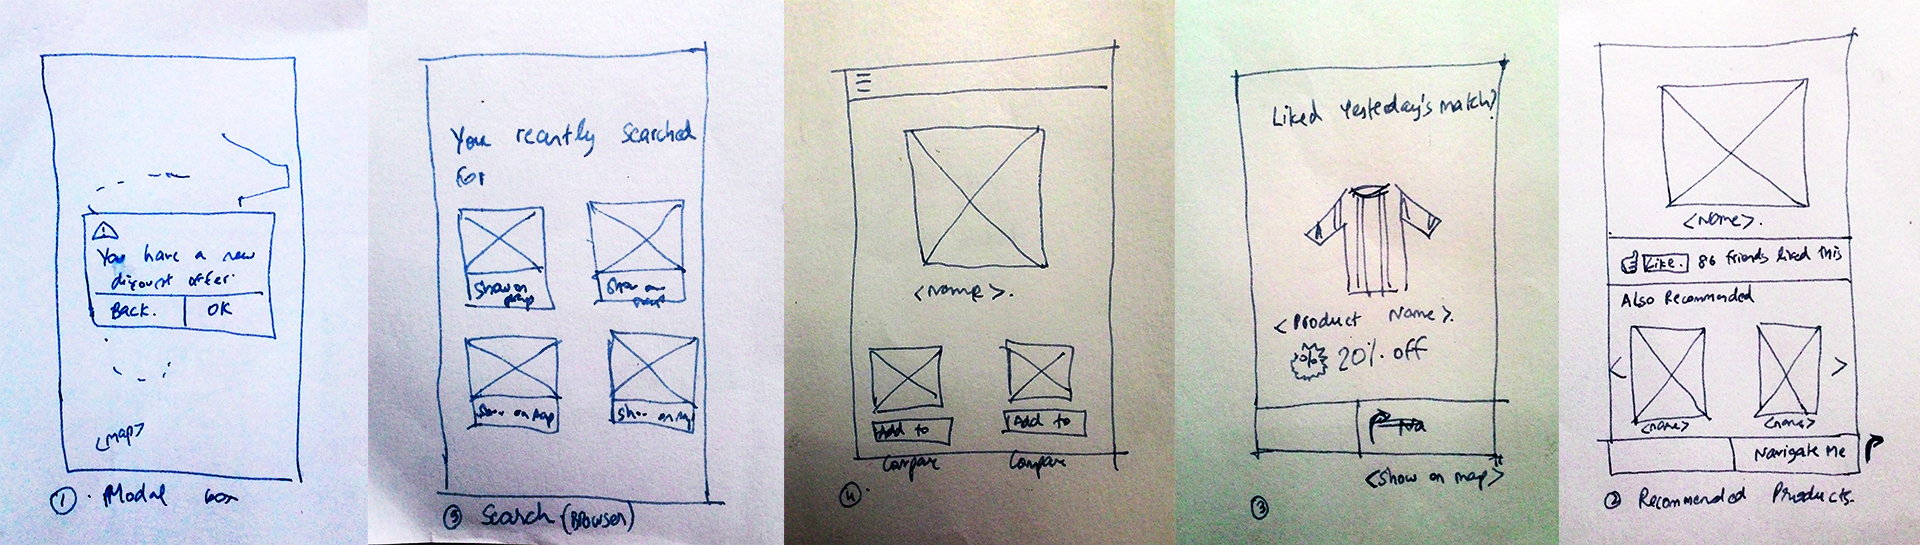 You have a new
discount offer.
Back.
OK
<map>
① . Modal box
You recently searched
for
Show on
map
Show on
map
Show on Map
Show on Map
⑤ Search (Browser)
<name>.
Add to
Compare
Add to
Compare
④.
Liked Yesterday's match?
<Product Name>.
% 20% off
Na
<show on map>
③
<Name>.
Like. 86 friends liked this
Also Recommended
<name>
<name>
Navigate Me
② Recommended Products.